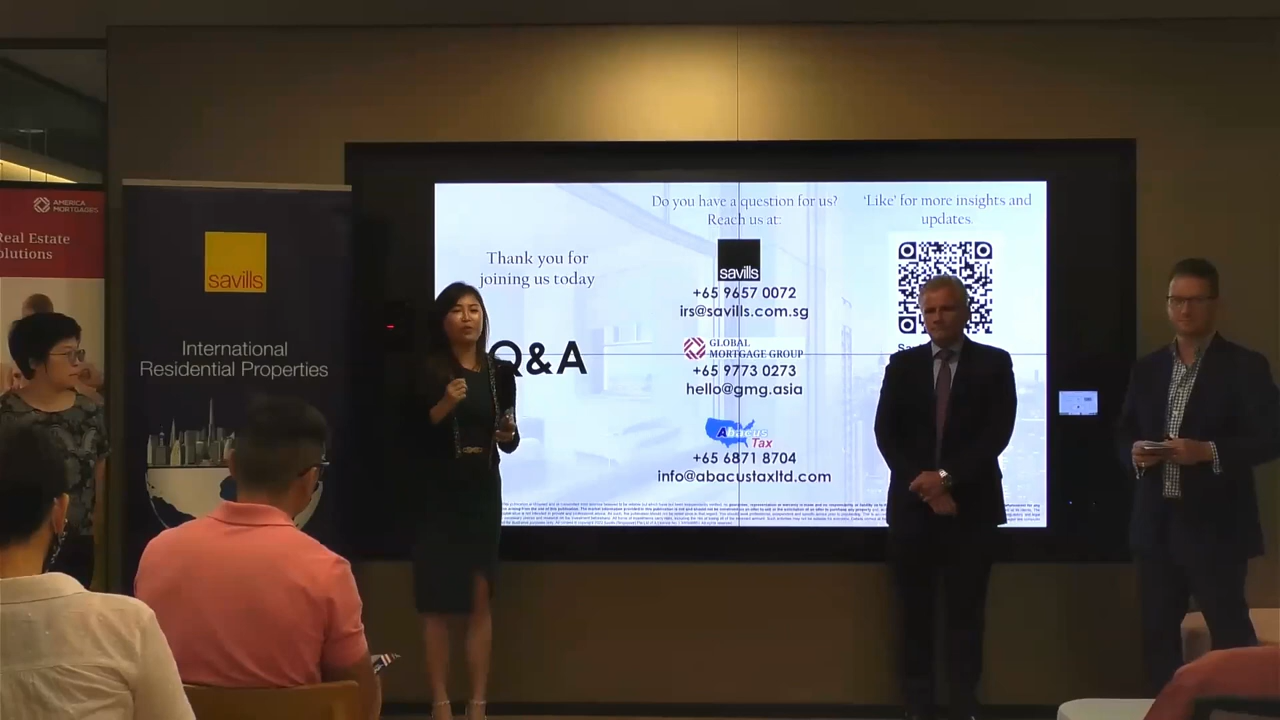 AMERICA
MORTGAGES
Real Estate
olutions
savills
International
Residential Properties
Thank you for
joining us today
Q&A
Do you have a question for us?
Reach us at:
savills
+65 9657 0072
irs@savills.com.sg
GLOBAL
MORTGAGE GROUP
+65 9773 0273
hello@gmg.asia
Abacus
Tax
+65 6871 8704
info@abacustaxltd.com
'Like' for more insights and
updates.